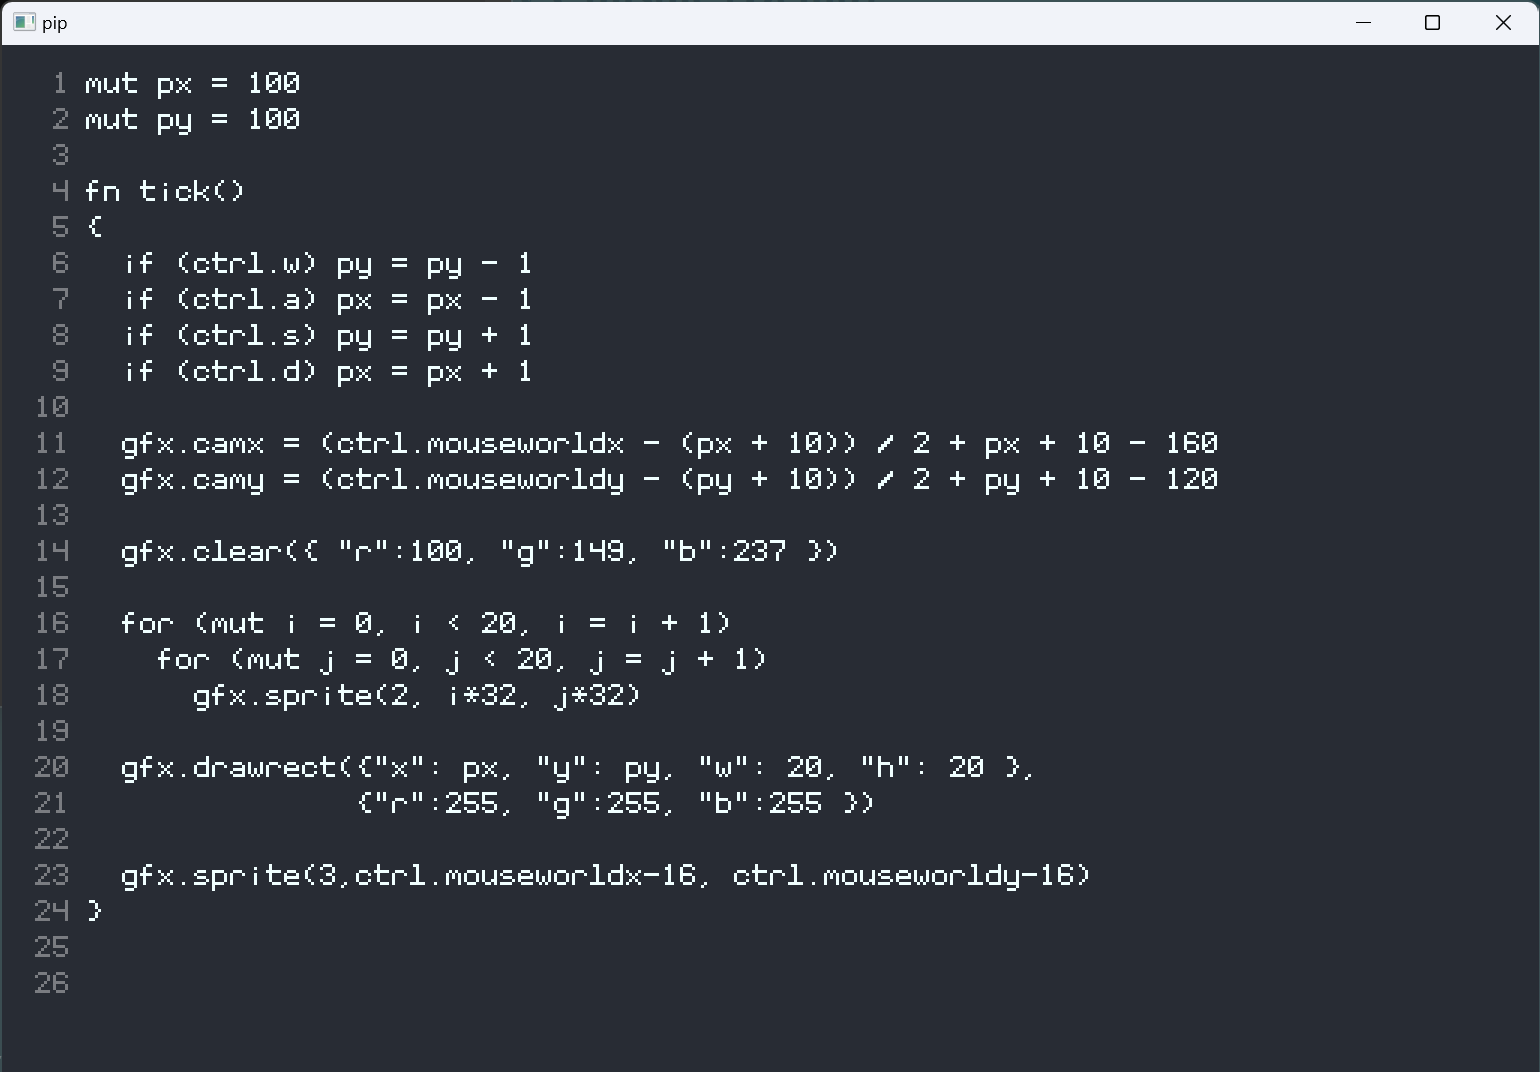 pip
1 mut px = 100
2 mut py = 100
3
4 fn tick()
5 {
6   if (ctrl.w) py = py - 1
7   if (ctrl.a) px = px - 1
8   if (ctrl.s) py = py + 1
9   if (ctrl.d) px = px + 1
10
11   gfx.camx = (ctrl.mouseworldx - (px + 10)) / 2 + px + 10 - 160
12   gfx.camy = (ctrl.mouseworldy - (py + 10)) / 2 + py + 10 - 120
13
14   gfx.clear({ "r":100, "g":149, "b":237 })
15
16   for (mut i = 0, i < 20, i = i + 1)
17     for (mut j = 0, j < 20, j = j + 1)
18       gfx.sprite(2, i*32, j*32)
19
20   gfx.drawrect({"x": px, "y": py, "w": 20, "h": 20 },
21                {"r":255, "g":255, "b":255 })
22
23   gfx.sprite(3,ctrl.mouseworldx-16, ctrl.mouseworldy-16)
24 }
25
26